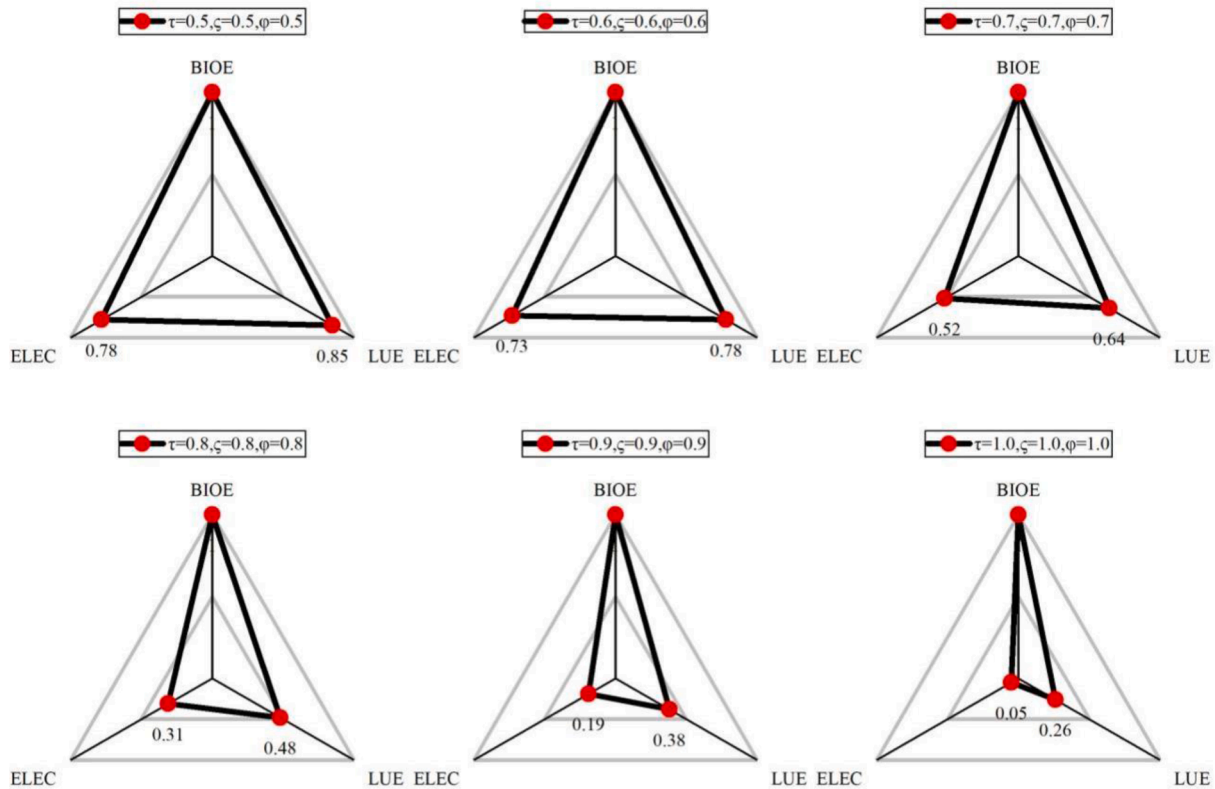 τ=0.5,ς=0.5,φ=0.5
τ=0.6,ς=0.6,φ=0.6
τ=0.7,ς=0.7,φ=0.7
BIOE
BIOE
BIOE
0.52
0.64
ELEC
0.78
0.85
LUE
ELEC
0.73
0.78
LUE
ELEC
LUE
τ=0.8,ς=0.8,φ=0.8
τ=0.9,ς=0.9,φ=0.9
τ=1.0,ς=1.0,φ=1.0
BIOE
BIOE
BIOE
0.31
0.48
0.19
0.38
0.05
0.26
ELEC
LUE
ELEC
LUE
ELEC
LUE